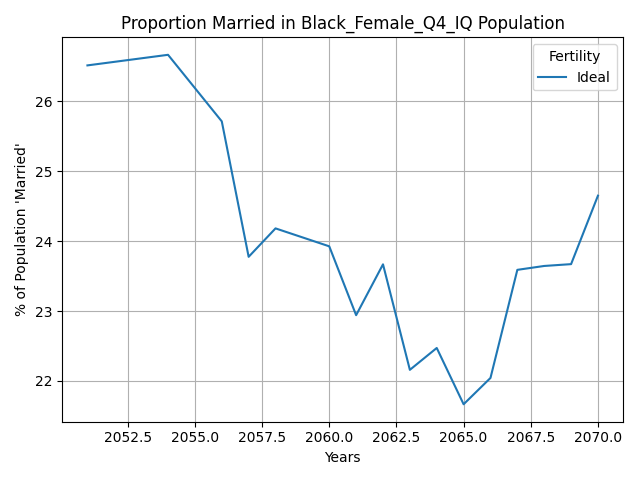 Proportion Married in Black_Female_Q4_IQ Population
Fertility
Ideal
% of Population 'Married'
26
25
24
23
22
2052.5 2055.0 2057.5 2060.0 2062.5 2065.0 2067.5 2070.0
Years